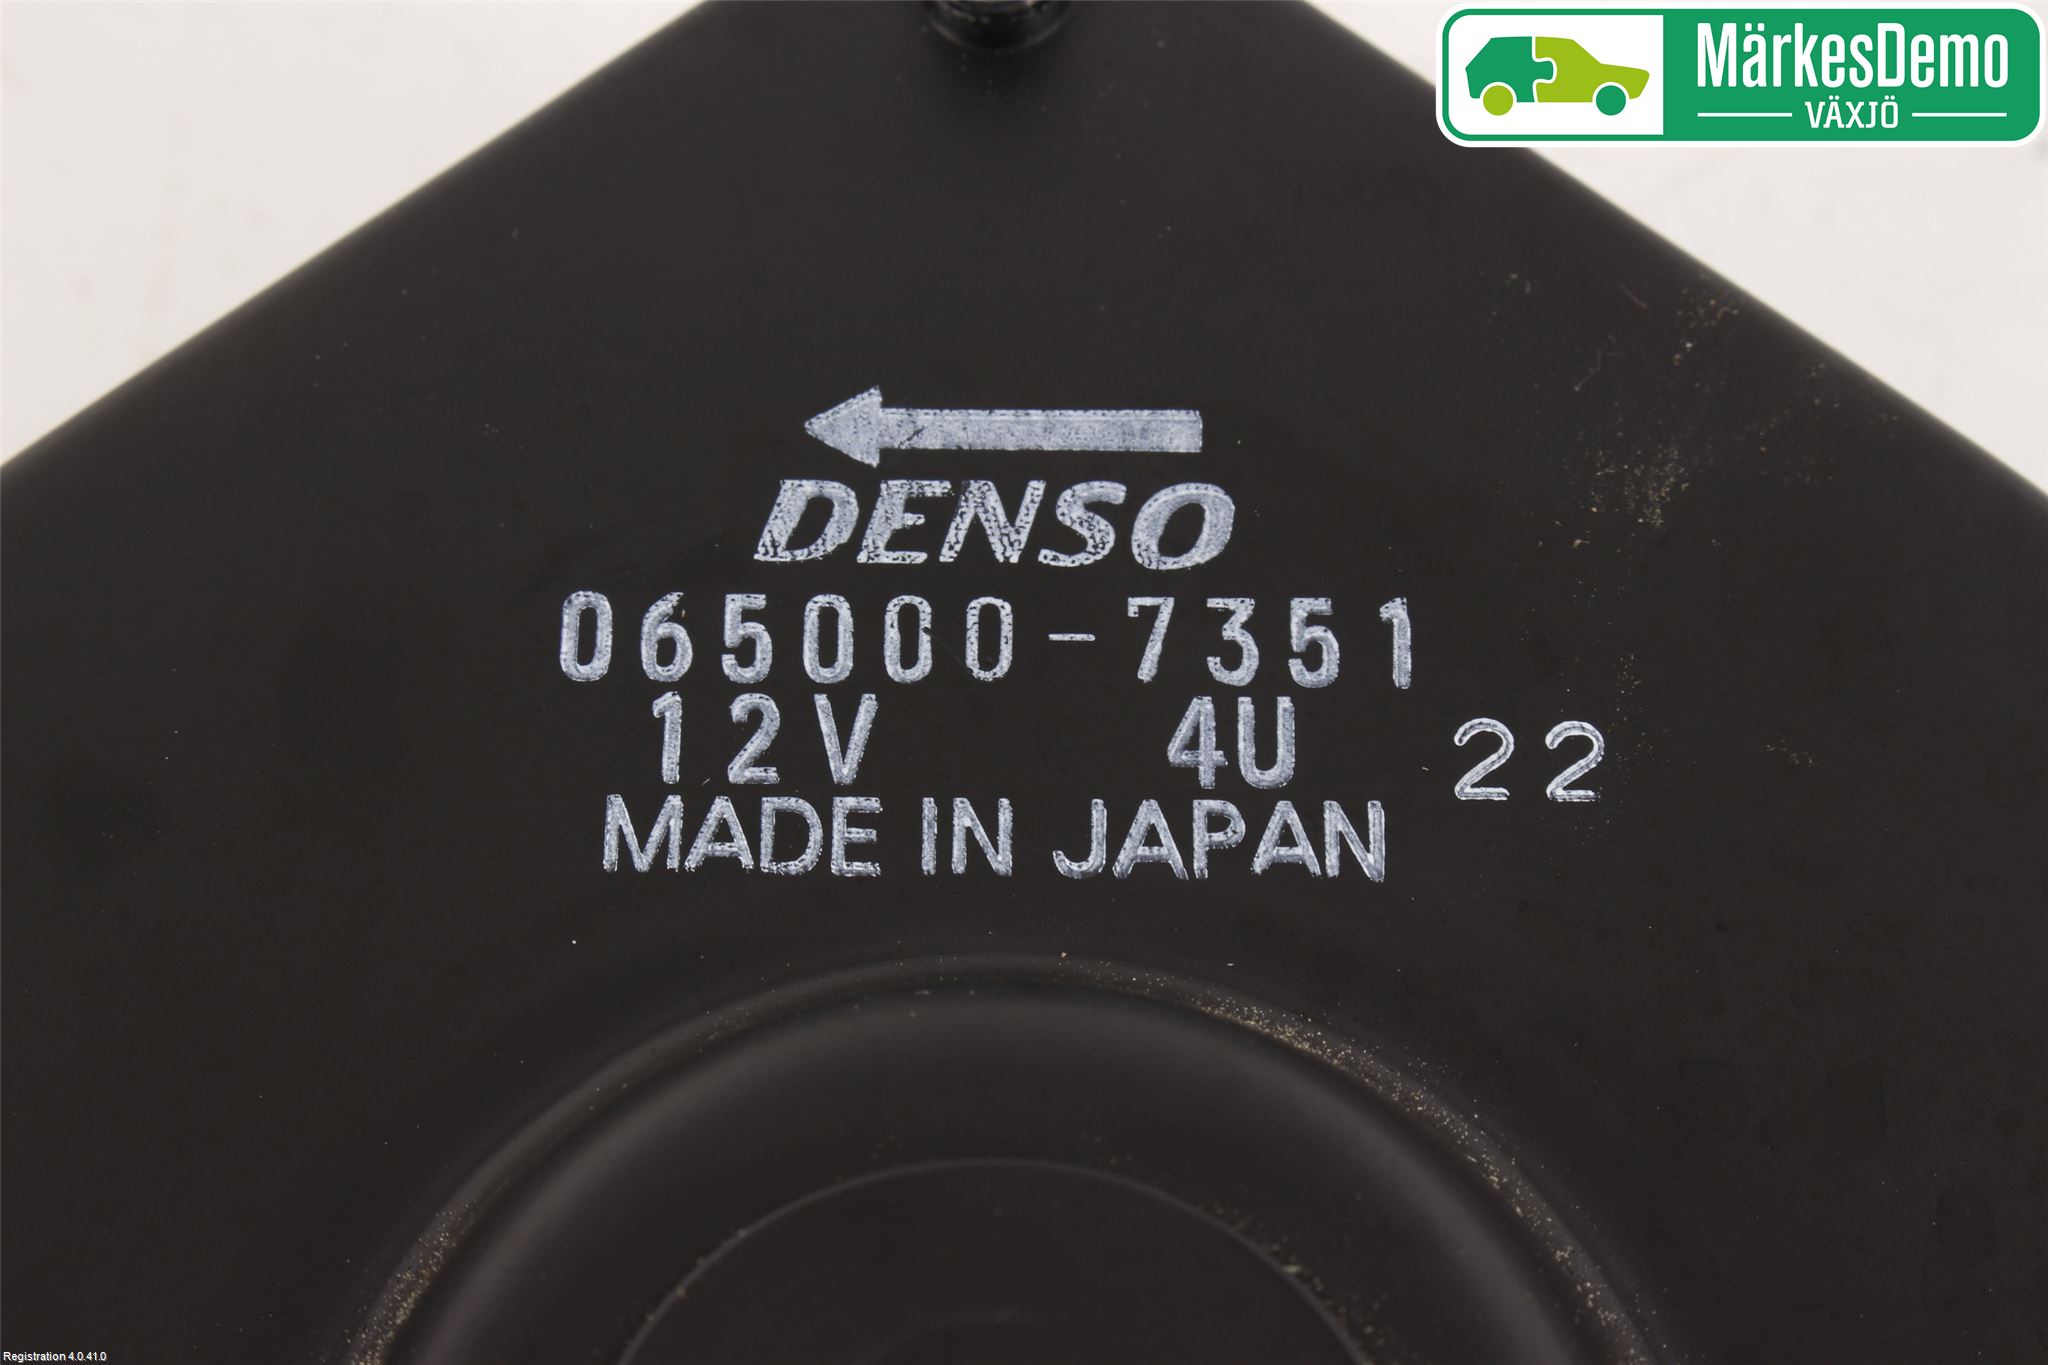 MärkesDemo
VÄXJÖ
DENSO
065000-7351
12V 4U 22
MADE IN JAPAN
Registration 4.0.41.0